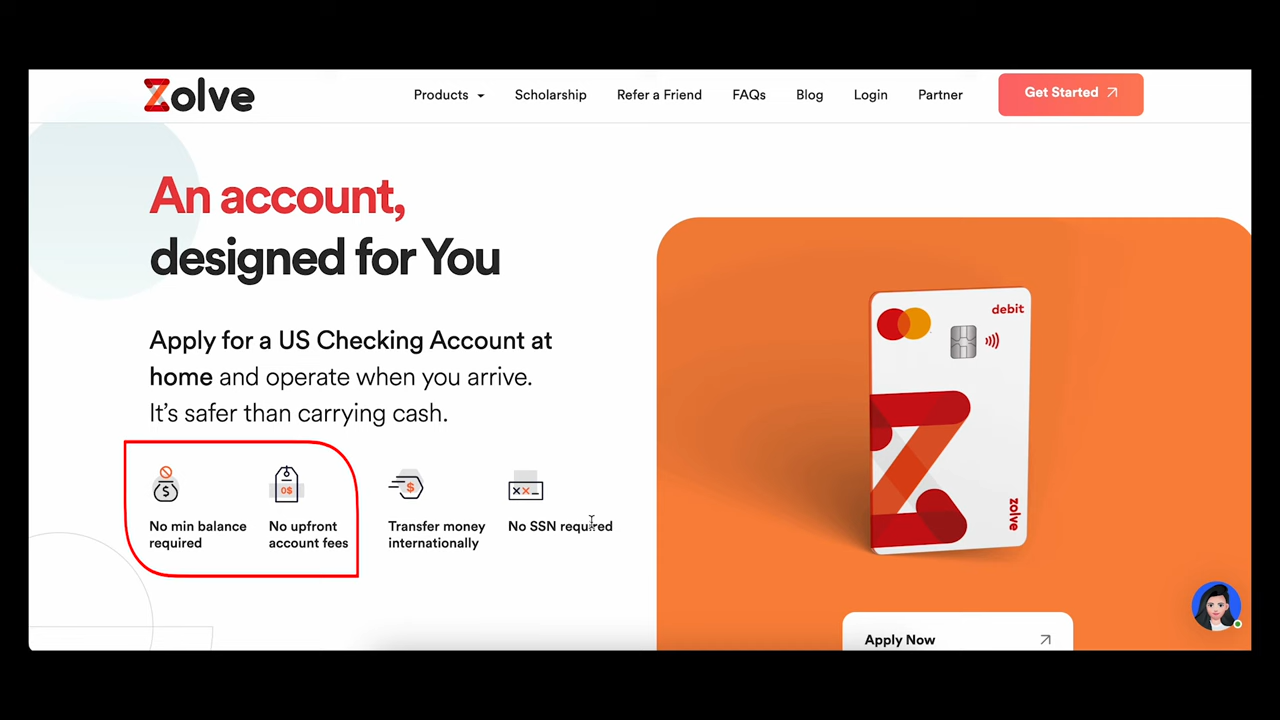 Zolve
Products
Scholarship
Refer a Friend
FAQs
Blog
Login
Partner
Get Started
An account,
designed for You
Apply for a US Checking Account at
home and operate when you arrive.
It's safer than carrying cash.
$
0$
$
xx_
No min balance
required
No upfront
account fees
Transfer money
internationally
No SSN required
debit
zolve
Apply Now